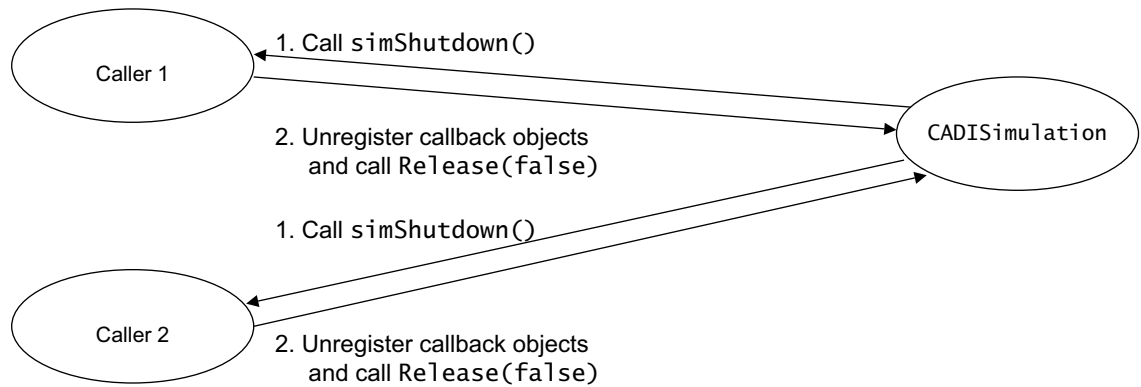 1. Call simShutdown()
Caller 1
CADISimulation
2. Unregister callback objects
and call Release(false)
1. Call simShutdown()
Caller 2
2. Unregister callback objects
and call Release(false)